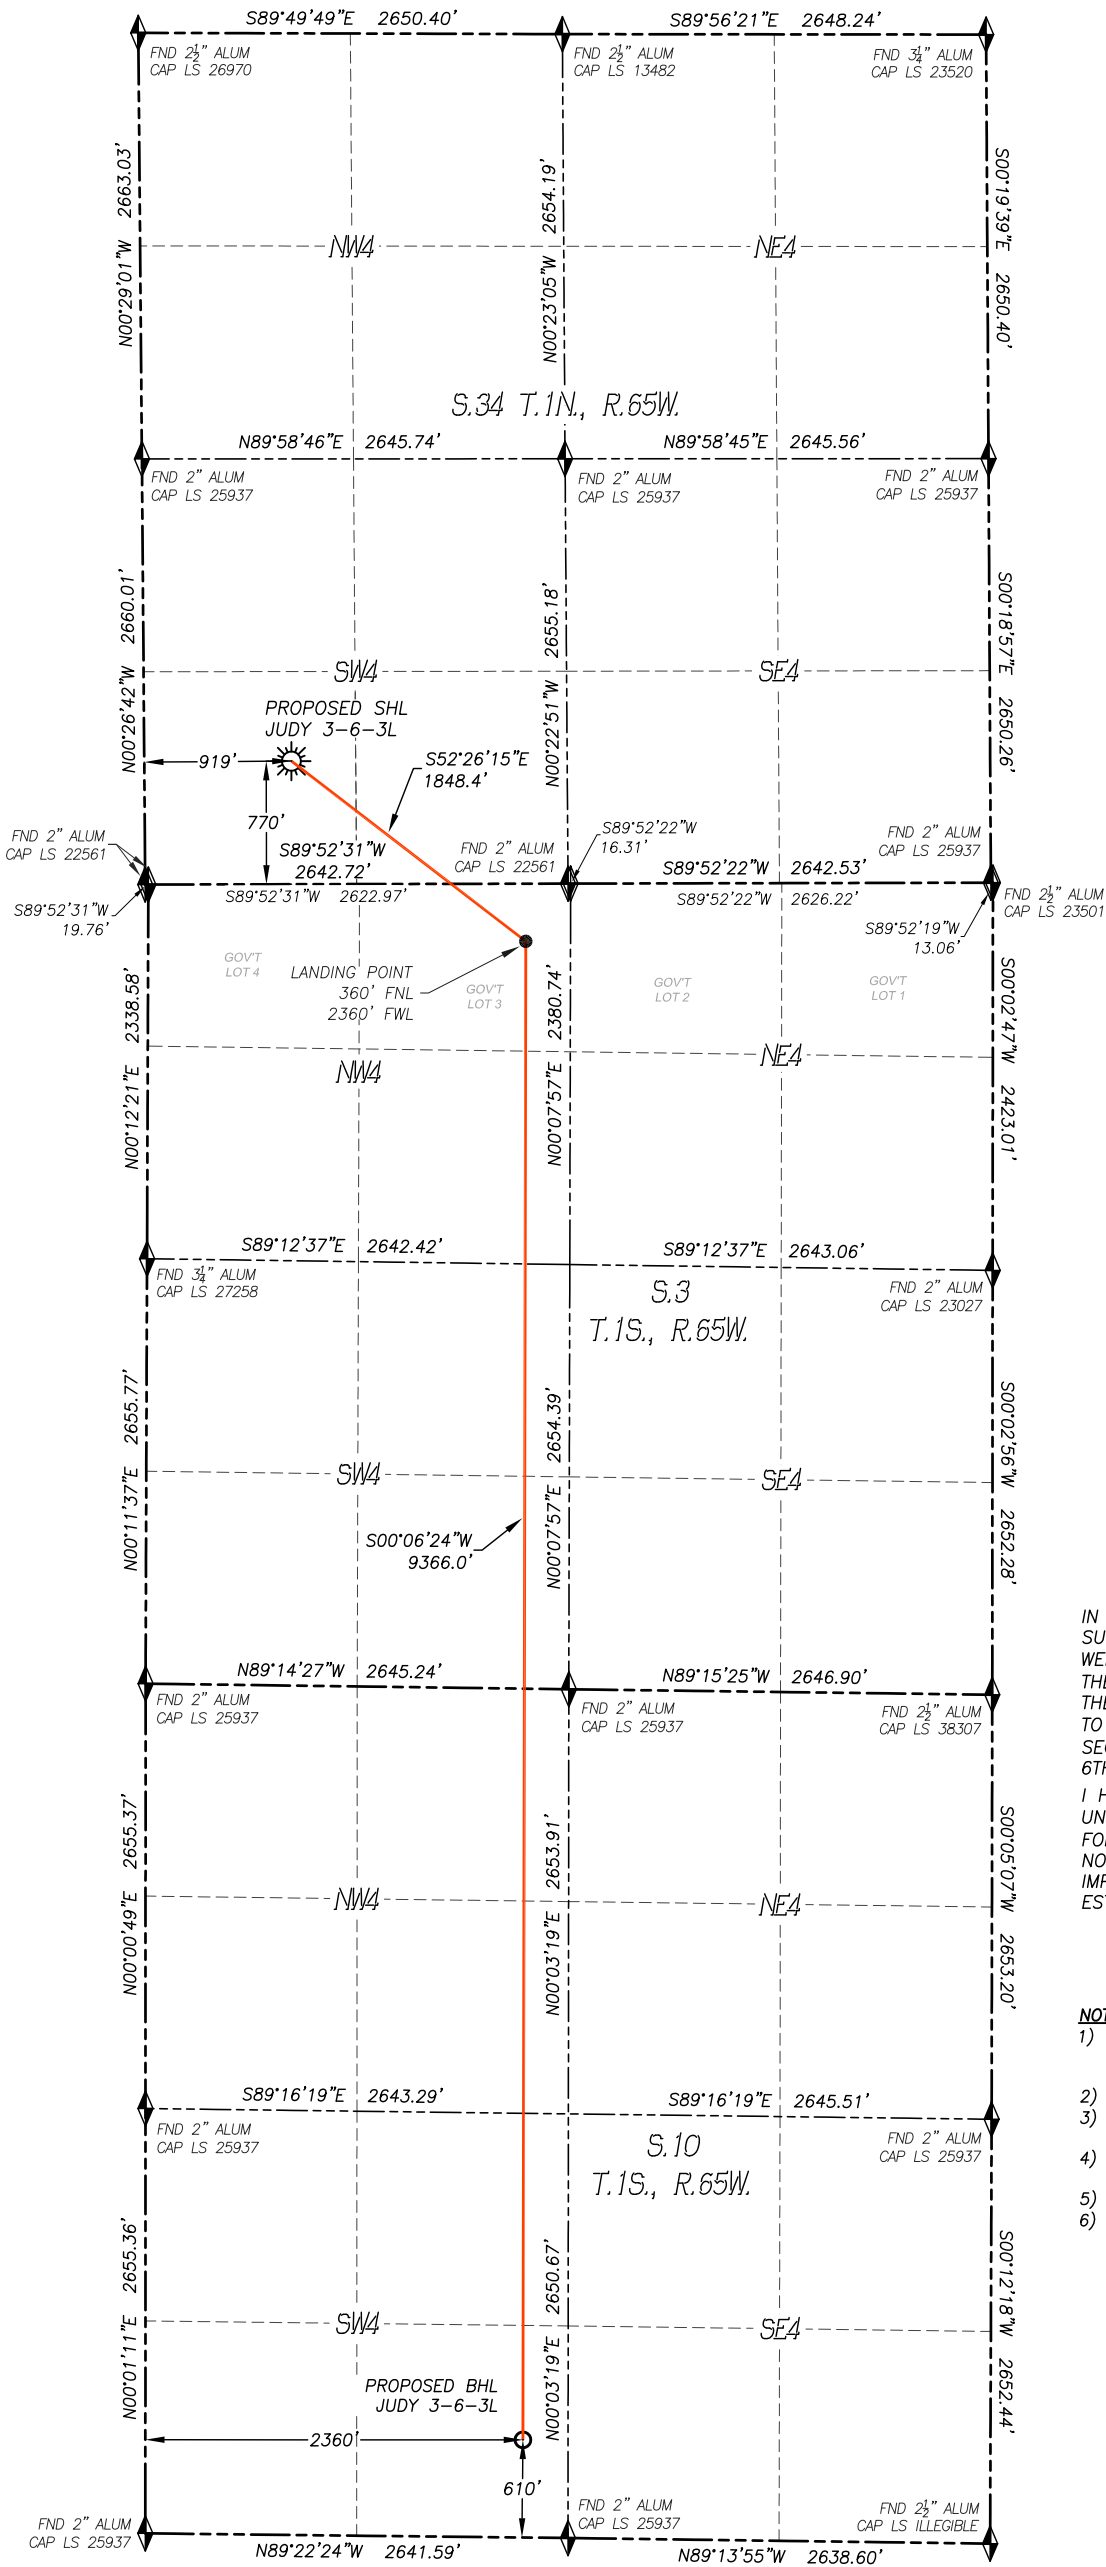 S89°49'49"E 2650.40'
S89°56'21"E 2648.24'
FND 2½" ALUM
CAP LS 26970
FND 2½" ALUM
CAP LS 13482
FND 3¼" ALUM
CAP LS 23520
N00°29'01"W 2663.03'
N00°23'05"W 2654.19'
S00°19'39"E 2650.40'
NW4
NE4
S.34 T.1N., R.65W.
N89°58'46"E 2645.74'
N89°58'45"E 2645.56'
FND 2" ALUM
CAP LS 25937
FND 2" ALUM
CAP LS 25937
FND 2" ALUM
CAP LS 25937
N00°26'42"W 2660.01'
N00°22'51"W 2655.18'
S00°18'57"E 2650.26'
SW4
SE4
PROPOSED SHL
JUDY 3-6-3L
919'
S52°26'15"E
1848.4'
770'
FND 2" ALUM
CAP LS 22561
S89°52'31"W
2642.72'
FND 2" ALUM
CAP LS 22561
S89°52'22"W
16.31'
S89°52'22"W 2642.53'
FND 2" ALUM
CAP LS 25937
S89°52'31"W
19.76'
S89°52'31"W 2622.97'
S89°52'22"W 2626.22'
FND 2½" ALUM
CAP LS 23501
S89°52'19"W
13.06'
GOV'T
LOT 4
LANDING POINT
360' FNL
2360' FWL
GOV'T
LOT 3
GOV'T
LOT 2
GOV'T
LOT 1
N00°12'21"E 2338.58'
N00°07'57"E 2380.74'
S00°02'47"W 2423.01'
NW4
NE4
S89°12'37"E 2642.42'
S89°12'37"E 2643.06'
FND 3¼" ALUM
CAP LS 27258
FND 2" ALUM
CAP LS 23027
S.3
T.1S., R.65W.
N00°11'37"E 2655.77'
N00°07'57"E 2654.39'
S00°02'56"W 2652.28'
SW4
SE4
S00°06'24"W
9366.0'
N89°14'27"W 2645.24'
N89°15'25"W 2646.90'
FND 2" ALUM
CAP LS 25937
FND 2" ALUM
CAP LS 25937
FND 2½" ALUM
CAP LS 38307
IN
SU
WE
THE
THE
TO
SE
6TH
I H
UN
FO
NO
IMP
EST
N00°00'49"E 2655.37'
N00°03'19"E 2653.91'
S00°05'07"W 2653.20'
NW4
NE4
NOT
1)
2)
3)
4)
5)
6)
S89°16'19"E 2643.29'
S89°16'19"E 2645.51'
FND 2" ALUM
CAP LS 25937
FND 2" ALUM
CAP LS 25937
S.10
T.1S., R.65W.
N00°01'11"E 2655.36'
N00°03'19"E 2650.67'
S00°12'18"W 2652.44'
SW4
SE4
PROPOSED BHL
JUDY 3-6-3L
2360'
610'
FND 2" ALUM
CAP LS 25937
FND 2" ALUM
CAP LS 25937
FND 2½" ALUM
CAP LS ILLEGIBLE
N89°22'24"W 2641.59'
N89°13'55"W 2638.60'